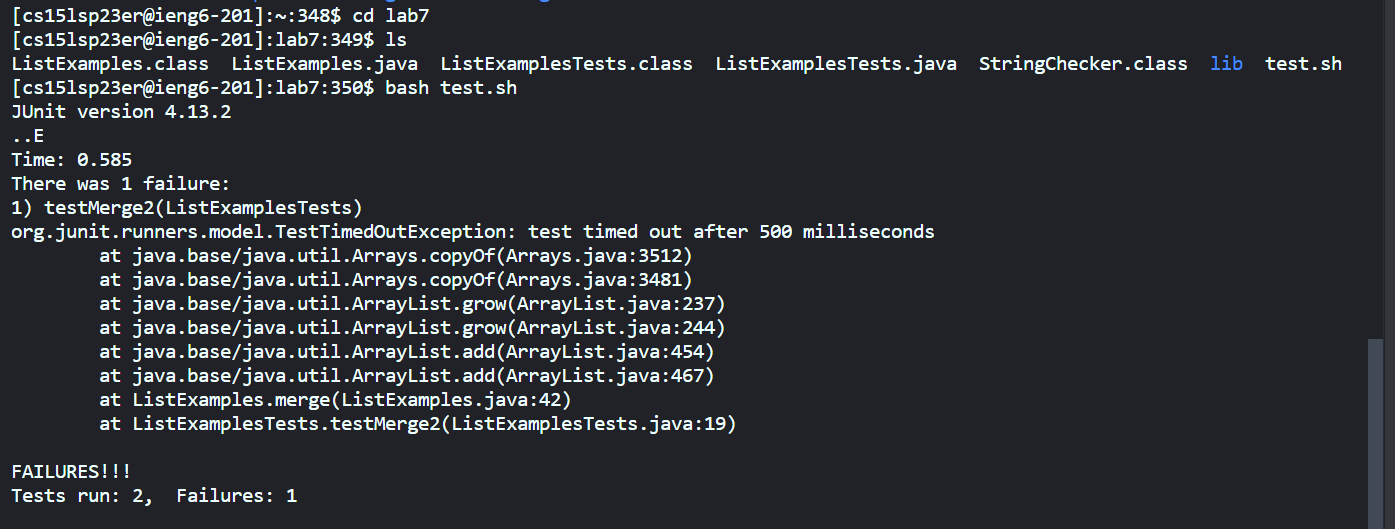 [cs15lsp23er@ieng6-201]:~:348$ cd lab7
[cs15lsp23er@ieng6-201]:lab7:349$ ls
ListExamples.class  ListExamples.java  ListExamplesTests.class  ListExamplesTests.java  StringChecker.class  lib  test.sh
[cs15lsp23er@ieng6-201]:lab7:350$ bash test.sh
JUnit version 4.13.2
..E
Time: 0.585
There was 1 failure:
1) testMerge2(ListExamplesTests)
org.junit.runners.model.TestTimedOutException: test timed out after 500 milliseconds
        at java.base/java.util.Arrays.copyOf(Arrays.java:3512)
        at java.base/java.util.Arrays.copyOf(Arrays.java:3481)
        at java.base/java.util.ArrayList.grow(ArrayList.java:237)
        at java.base/java.util.ArrayList.grow(ArrayList.java:244)
        at java.base/java.util.ArrayList.add(ArrayList.java:454)
        at java.base/java.util.ArrayList.add(ArrayList.java:467)
        at ListExamples.merge(ListExamples.java:42)
        at ListExamplesTests.testMerge2(ListExamplesTests.java:19)

FAILURES!!!
Tests run: 2,  Failures: 1